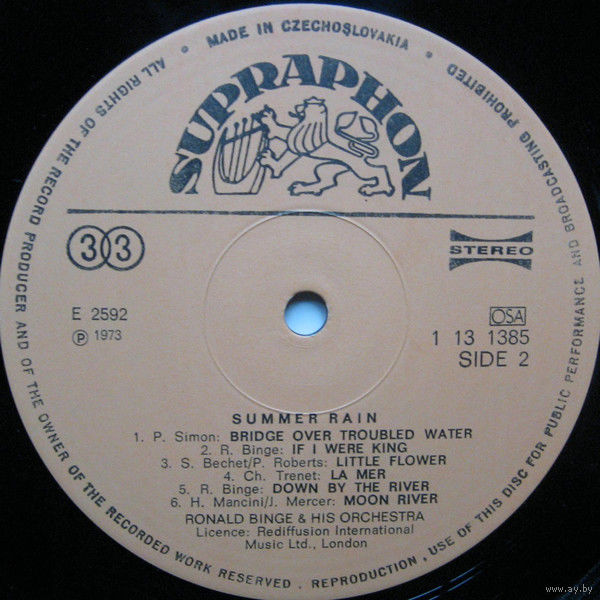 MADE IN CZECHOSLOVAKIA
ALL RIGHTS OF THE RECORD PRODUCER AND OF THE OWNER OF THE RECORDED WORK RESERVED . REPRODUCTION , USE OF THIS DISC FOR PUBLIC PERFORMANCE AND BROADCASTING PROHIBITED
SUPRAPHON
33
STEREO
E 2592
Ⓟ 1973
OSA
1 13 1385
SIDE 2
SUMMER RAIN
1. P. Simon: BRIDGE OVER TROUBLED WATER
2. R. Binge: IF I WERE KING
3. S. Bechet/P. Roberts: LITTLE FLOWER
4. Ch. Trenet: LA MER
5. R. Binge: DOWN BY THE RIVER
6. H. Mancini/J. Mercer: MOON RIVER
RONALD BINGE & HIS ORCHESTRA
Licence: Rediffusion International
Music Ltd., London
www.ay.by